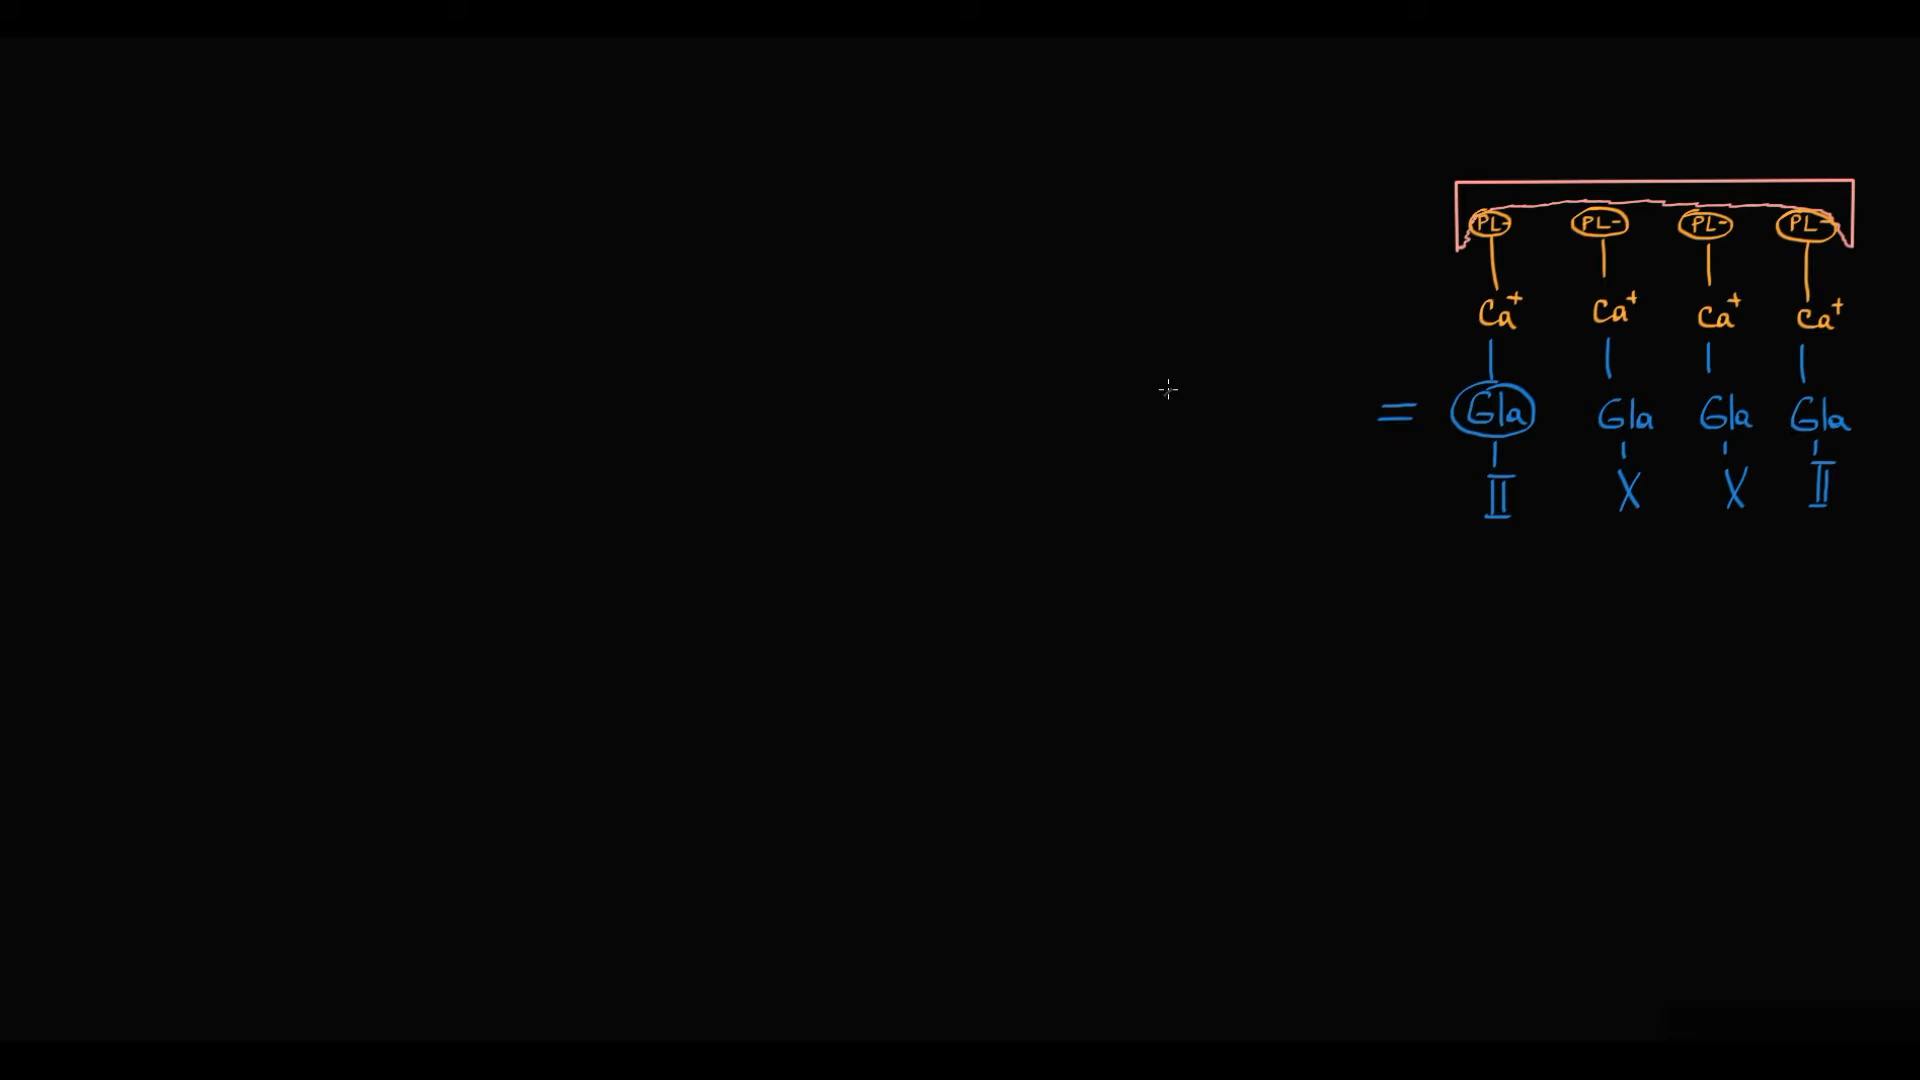 PL- PL- PL- PL-
Ca+ Ca+ Ca+ Ca+
= Gla Gla Gla Gla
II X X II